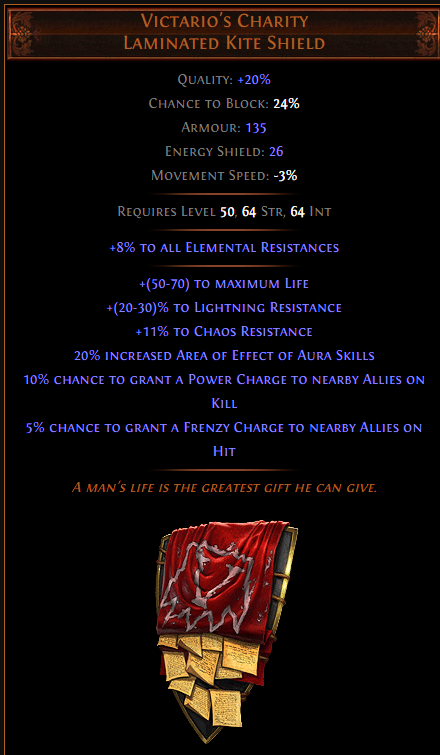 Victario's Charity
Laminated Kite Shield
Quality: +20%
Chance to Block: 24%
Armour: 135
Energy Shield: 26
Movement Speed: -3%
Requires Level 50, 64 Str, 64 Int
+8% to all Elemental Resistances
+(50-70) to maximum Life
+(20-30)% to Lightning Resistance
+11% to Chaos Resistance
20% increased Area of Effect of Aura Skills
10% chance to grant a Power Charge to nearby Allies on
Kill
5% chance to grant a Frenzy Charge to nearby Allies on
Hit
A man's life is the greatest gift he can give.